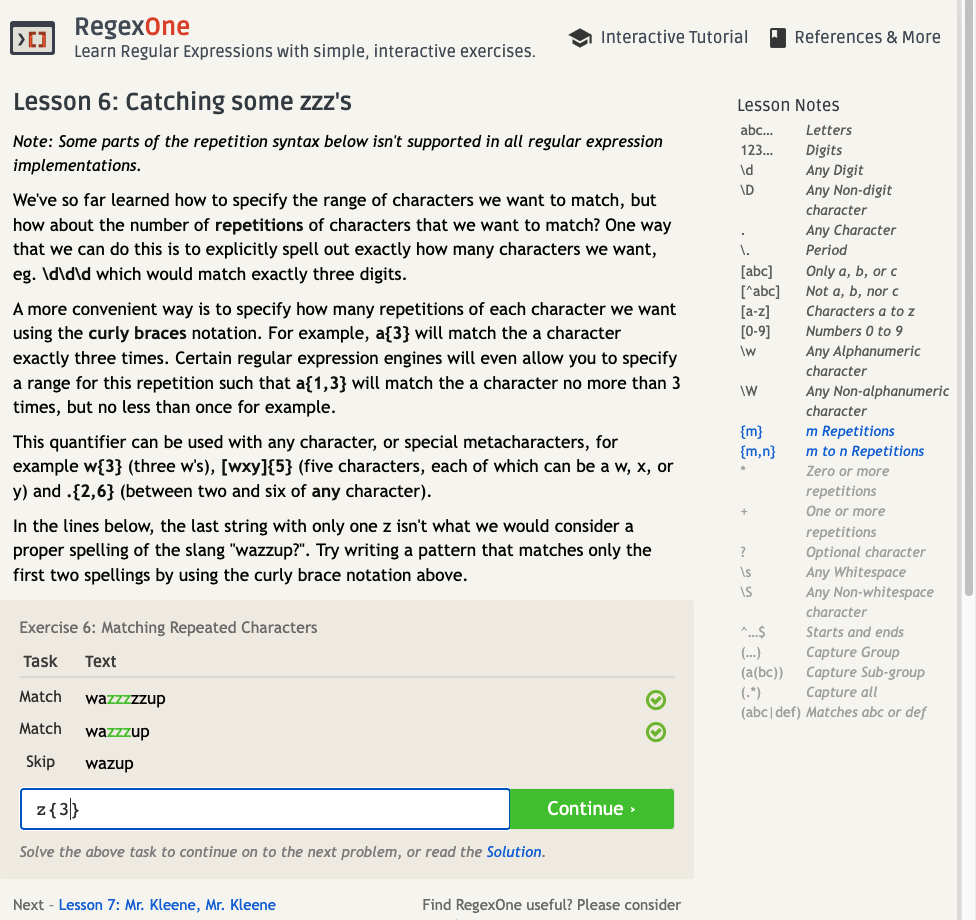 RegexOne
Learn Regular Expressions with simple, interactive exercises.
Interactive Tutorial
References & More
Lesson 6: Catching some zzz's
Note: Some parts of the repetition syntax below isn't supported in all regular expression
implementations.
We've so far learned how to specify the range of characters we want to match, but
how about the number of repetitions of characters that we want to match? One way
that we can do this is to explicitly spell out exactly how many characters we want,
eg. \d\d\d which would match exactly three digits.
A more convenient way is to specify how many repetitions of each character we want
using the curly braces notation. For example, a{3} will match the a character
exactly three times. Certain regular expression engines will even allow you to specify
a range for this repetition such that a{1,3} will match the a character no more than 3
times, but no less than once for example.
This quantifier can be used with any character, or special metacharacters, for
example w{3} (three w's), [wxy]{5} (five characters, each of which can be a w, x, or
y) and .{2,6} (between two and six of any character).
In the lines below, the last string with only one z isn't what we would consider a
proper spelling of the slang "wazzup?". Try writing a pattern that matches only the
first two spellings by using the curly brace notation above.
Exercise 6: Matching Repeated Characters
Task Text
Match wazzzzzup
Match wazzzup
Skip wazup
z{3}
Continue ›
Solve the above task to continue on to the next problem, or read the Solution.
Next – Lesson 7: Mr. Kleene, Mr. Kleene
Find RegexOne useful? Please consider
Lesson Notes
abc… Letters
123… Digits
\d Any Digit
\D Any Non-digit
character
. Any Character
\. Period
[abc] Only a, b, or c
[^abc] Not a, b, nor c
[a-z] Characters a to z
[0-9] Numbers 0 to 9
\w Any Alphanumeric
character
\W Any Non-alphanumeric
character
{m} m Repetitions
{m,n} m to n Repetitions
* Zero or more
repetitions
+ One or more
repetitions
? Optional character
\s Any Whitespace
\S Any Non-whitespace
character
^…$ Starts and ends
(…) Capture Group
(a(bc)) Capture Sub-group
(.*) Capture all
(abc|def) Matches abc or def